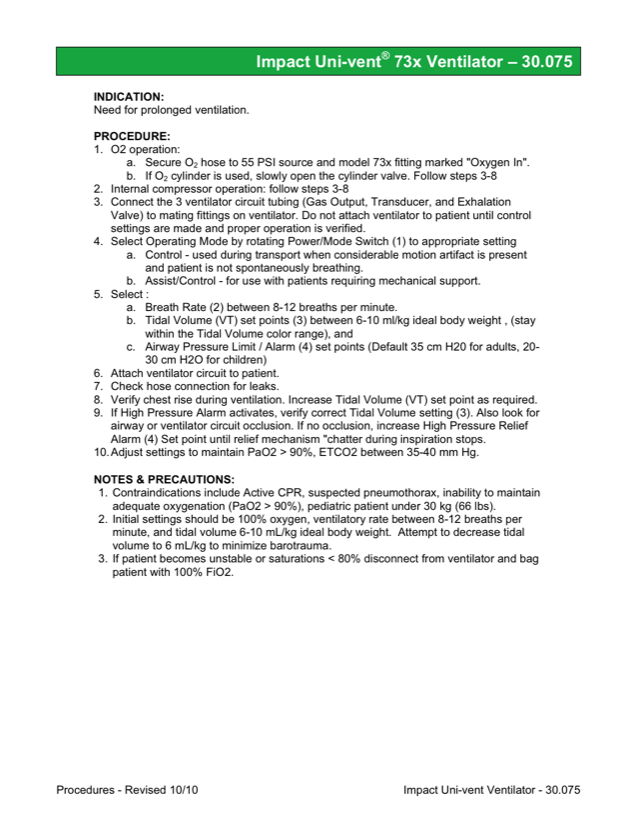 Impact Uni-vent® 73x Ventilator – 30.075
INDICATION:
Need for prolonged ventilation.
PROCEDURE:
1. O2 operation:
a. Secure O₂ hose to 55 PSI source and model 73x fitting marked "Oxygen In".
b. If O₂ cylinder is used, slowly open the cylinder valve. Follow steps 3-8
2. Internal compressor operation: follow steps 3-8
3. Connect the 3 ventilator circuit tubing (Gas Output, Transducer, and Exhalation
Valve) to mating fittings on ventilator. Do not attach ventilator to patient until control
settings are made and proper operation is verified.
4. Select Operating Mode by rotating Power/Mode Switch (1) to appropriate setting
a. Control - used during transport when considerable motion artifact is present
and patient is not spontaneously breathing.
b. Assist/Control - for use with patients requiring mechanical support.
5. Select :
a. Breath Rate (2) between 8-12 breaths per minute.
b. Tidal Volume (VT) set points (3) between 6-10 ml/kg ideal body weight , (stay
within the Tidal Volume color range), and
c. Airway Pressure Limit / Alarm (4) set points (Default 35 cm H20 for adults, 20-
30 cm H2O for children)
6. Attach ventilator circuit to patient.
7. Check hose connection for leaks.
8. Verify chest rise during ventilation. Increase Tidal Volume (VT) set point as required.
9. If High Pressure Alarm activates, verify correct Tidal Volume setting (3). Also look for
airway or ventilator circuit occlusion. If no occlusion, increase High Pressure Relief
Alarm (4) Set point until relief mechanism "chatter during inspiration stops.
10. Adjust settings to maintain PaO2 > 90%, ETCO2 between 35-40 mm Hg.
NOTES & PRECAUTIONS:
1. Contraindications include Active CPR, suspected pneumothorax, inability to maintain
adequate oxygenation (PaO2 > 90%), pediatric patient under 30 kg (66 lbs).
2. Initial settings should be 100% oxygen, ventilatory rate between 8-12 breaths per
minute, and tidal volume 6-10 mL/kg ideal body weight. Attempt to decrease tidal
volume to 6 mL/kg to minimize barotrauma.
3. If patient becomes unstable or saturations < 80% disconnect from ventilator and bag
patient with 100% FiO2.
Procedures - Revised 10/10
Impact Uni-vent Ventilator - 30.075